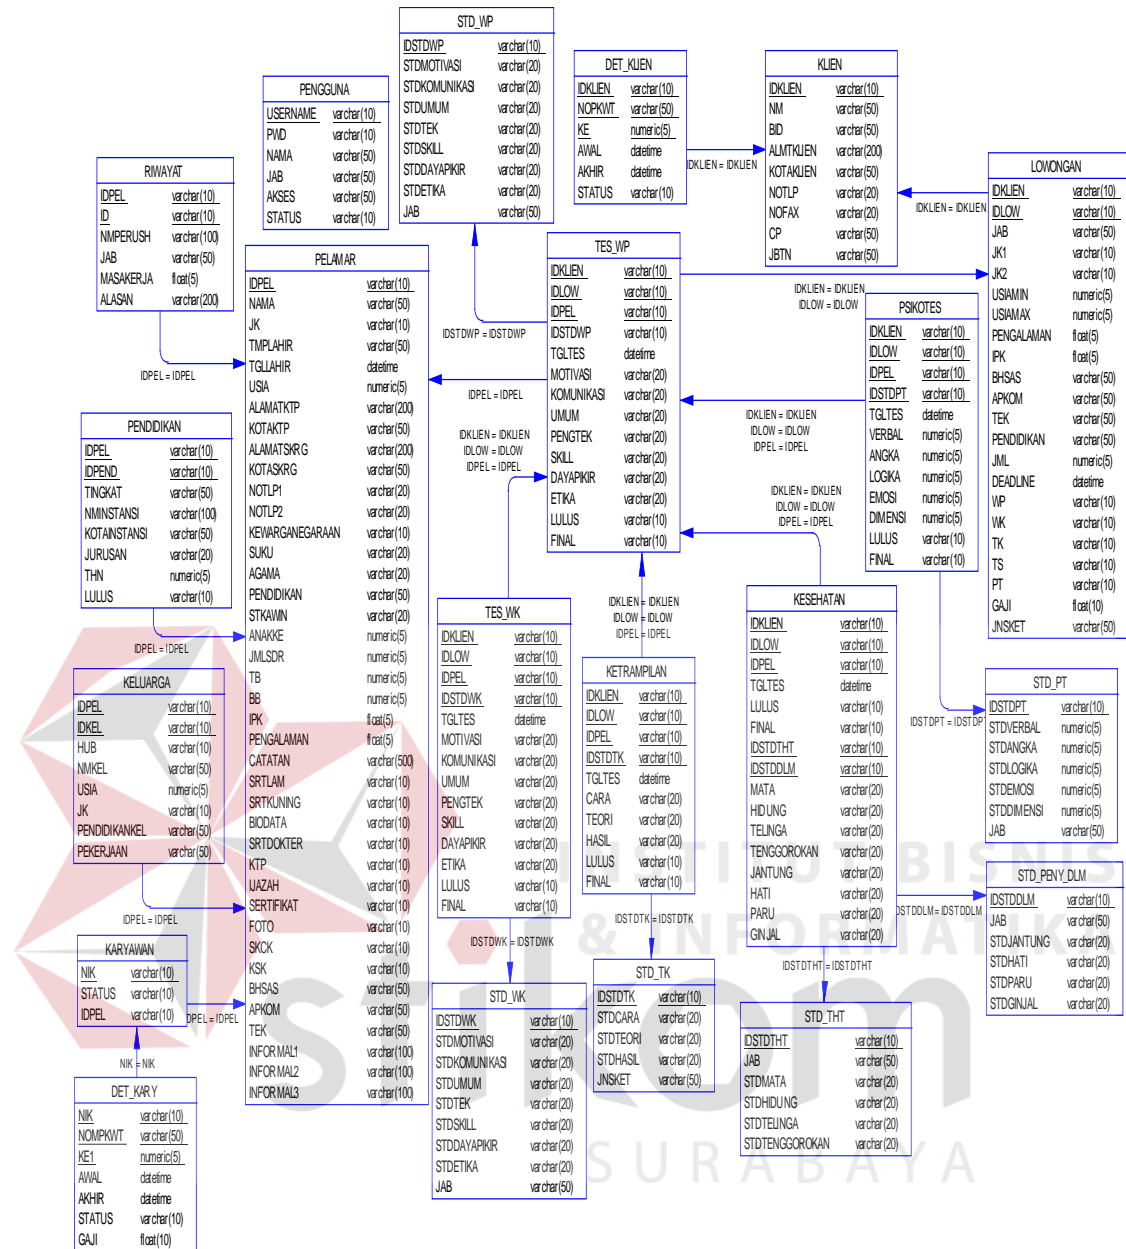 STD_WP
IDSTDWP varchar(10)
STDMOTIVASI varchar(20)
STDKOMUNIKASI varchar(20)
STDUMUM varchar(20)
STDTEK varchar(20)
STDSKILL varchar(20)
STDDAYAPIKIR varchar(20)
STDETIKA varchar(20)
JAB varchar(50)
DET_KLIEN
IDKLIEN varchar(10)
NOPKWT varchar(50)
KE numeric(5)
AWAL datetime
AKHIR datetime
STATUS varchar(10)
IDKLIEN = IDKLIEN
KLIEN
IDKLIEN varchar(10)
NM varchar(50)
BID varchar(50)
ALMTKLIEN varchar(200)
KOTAKLIEN varchar(50)
NOTLP varchar(20)
NOFAX varchar(20)
CP varchar(50)
JBTN varchar(50)
PENGGUNA
USERNAME varchar(10)
PWD varchar(10)
NAMA varchar(50)
JAB varchar(50)
AKSES varchar(50)
STATUS varchar(10)
RIWAYAT
IDPEL varchar(10)
ID varchar(10)
NMPERUSH varchar(100)
JAB varchar(50)
MASAKERJA float(5)
ALASAN varchar(200)
IDPEL = IDPEL
LOWONGAN
IDKLIEN varchar(10)
IDLOW varchar(10)
JAB varchar(50)
JK1 varchar(10)
JK2 varchar(10)
USIAMIN numeric(5)
USIAMAX numeric(5)
PENGALAMAN float(5)
IPK float(5)
BHSAS varchar(50)
APKOM varchar(50)
TEK varchar(50)
PENDIDIKAN varchar(50)
JML numeric(5)
DEADLINE datetime
WP varchar(10)
WK varchar(10)
TK varchar(10)
TS varchar(10)
PT varchar(10)
GAJI float(10)
JNSKET varchar(50)
IDKLIEN = IDKLIEN
PELAMAR
IDPEL varchar(10)
NAMA varchar(50)
JK varchar(10)
TMPLAHIR varchar(50)
TGLLAHIR datetime
USIA numeric(5)
ALAMATKTP varchar(200)
KOTAKTP varchar(50)
ALAMATSKRG varchar(200)
KOTASKRG varchar(50)
NOTLP1 varchar(20)
NOTLP2 varchar(20)
KEWARGANEGARAAN varchar(10)
SUKU varchar(20)
AGAMA varchar(20)
PENDIDIKAN varchar(50)
STKAWIN varchar(20)
ANAKKE numeric(5)
JMLSDR numeric(5)
TB numeric(5)
BB numeric(5)
IPK float(5)
PENGALAMAN float(5)
CATATAN varchar(500)
SRTLAM varchar(10)
SRTKUNING varchar(10)
BIODATA varchar(10)
SRTDOKTER varchar(10)
KTP varchar(10)
IJAZAH varchar(10)
SERTIFIKAT varchar(10)
FOTO varchar(10)
SKCK varchar(10)
KSK varchar(10)
BHSAS varchar(50)
APKOM varchar(50)
TEK varchar(50)
INFORMAL1 varchar(100)
INFORMAL2 varchar(100)
INFORMAL3 varchar(100)
TES_WP
IDKLIEN varchar(10)
IDLOW varchar(10)
IDPEL varchar(10)
IDSTDWP varchar(10)
TGLTES datetime
MOTIVASI varchar(20)
KOMUNIKASI varchar(20)
UMUM varchar(20)
PENGTEK varchar(20)
SKILL varchar(20)
DAYAPIKIR varchar(20)
ETIKA varchar(20)
LULUS varchar(10)
FINAL varchar(10)
IDSTDWP = IDSTDWP
IDPEL = IDPEL
IDKLIEN = IDKLIEN
IDLOW = IDLOW
PSIKOTES
IDKLIEN varchar(10)
IDLOW varchar(10)
IDPEL varchar(10)
IDSTDPT varchar(10)
TGLTES datetime
VERBAL numeric(5)
ANGKA numeric(5)
LOGIKA numeric(5)
EMOSI numeric(5)
DIMENSI numeric(5)
LULUS varchar(10)
FINAL varchar(10)
IDKLIEN = IDKLIEN
IDLOW = IDLOW
IDPEL = IDPEL
IDKLIEN = IDKLIEN
IDLOW = IDLOW
IDPEL = IDPEL
IDKLIEN = IDKLIEN
IDLOW = IDLOW
IDPEL = IDPEL
IDKLIEN = IDKLIEN
IDLOW = IDLOW
IDPEL = IDPEL
PENDIDIKAN
IDPEL varchar(10)
IDPEND varchar(10)
TINGKAT varchar(50)
NMINSTANSI varchar(100)
KOTAINSTANSI varchar(50)
JURUSAN varchar(20)
THN numeric(5)
LULUS varchar(10)
IDPEL = IDPEL
KELUARGA
IDPEL varchar(10)
IDKEL varchar(10)
HUB varchar(10)
NMKEL varchar(50)
USIA numeric(5)
JK varchar(10)
PENDIDIKANKEL varchar(50)
PEKERJAAN varchar(50)
IDPEL = IDPEL
TES_WK
IDKLIEN varchar(10)
IDLOW varchar(10)
IDPEL varchar(10)
IDSTDWK varchar(10)
TGLTES datetime
MOTIVASI varchar(20)
KOMUNIKASI varchar(20)
UMUM varchar(20)
PENGTEK varchar(20)
SKILL varchar(20)
DAYAPIKIR varchar(20)
ETIKA varchar(20)
LULUS varchar(10)
FINAL varchar(10)
IDSTDWK = IDSTDWK
KETRAMPILAN
IDKLIEN varchar(10)
IDLOW varchar(10)
IDPEL varchar(10)
IDSTDTK varchar(10)
TGLTES datetime
CARA varchar(20)
TEORI varchar(20)
HASIL varchar(20)
LULUS varchar(10)
FINAL varchar(10)
IDSTDTK = IDSTDTK
KESEHATAN
IDKLIEN varchar(10)
IDLOW varchar(10)
IDPEL varchar(10)
TGLTES datetime
LULUS varchar(10)
FINAL varchar(10)
IDSTDTHT varchar(10)
IDSTDDLM varchar(10)
MATA varchar(20)
HIDUNG varchar(20)
TELINGA varchar(20)
TENGGOROKAN varchar(20)
JANTUNG varchar(20)
HATI varchar(20)
PARU varchar(20)
GINJAL varchar(20)
IDSTDTHT = IDSTDTHT
STDDLM = IDSTDDLM
STD_PT
IDSTDPT varchar(10)
STDVERBAL numeric(5)
STDANGKA numeric(5)
STDLOGIKA numeric(5)
STDEMOSI numeric(5)
STDDIMENSI numeric(5)
JAB varchar(50)
IDSTDPT = IDSTDPT
STD_PENY_DLM
IDSTDDLM varchar(10)
JAB varchar(50)
STDJANTUNG varchar(20)
STDHATI varchar(20)
STDPARU varchar(20)
STDGINJAL varchar(20)
KARYAWAN
NIK varchar(10)
STATUS varchar(10)
IDPEL varchar(10)
DPEL = IDPEL
NIK = NIK
DET_KARY
NIK varchar(10)
NOMPKWT varchar(50)
KE1 numeric(5)
AWAL datetime
AKHIR datetime
STATUS varchar(10)
GAJI float(10)
STD_WK
IDSTDWK varchar(10)
STDMOTIVASI varchar(20)
STDKOMUNIKASI varchar(20)
STDUMUM varchar(20)
STDTEK varchar(20)
STDSKILL varchar(20)
STDDAYAPIKIR varchar(20)
STDETIKA varchar(20)
JAB varchar(50)
STD_TK
IDSTDTK varchar(10)
STDCARA varchar(20)
STDTEORI varchar(20)
STDHASIL varchar(20)
JNSKET varchar(50)
STD_THT
IDSTDTHT varchar(10)
JAB varchar(50)
STDMATA varchar(20)
STDHIDUNG varchar(20)
STDTELINGA varchar(20)
STDTENGGOROKAN varchar(20)
INSTITUT BISNIS
& INFORMATIKA
stikom
SURABAYA